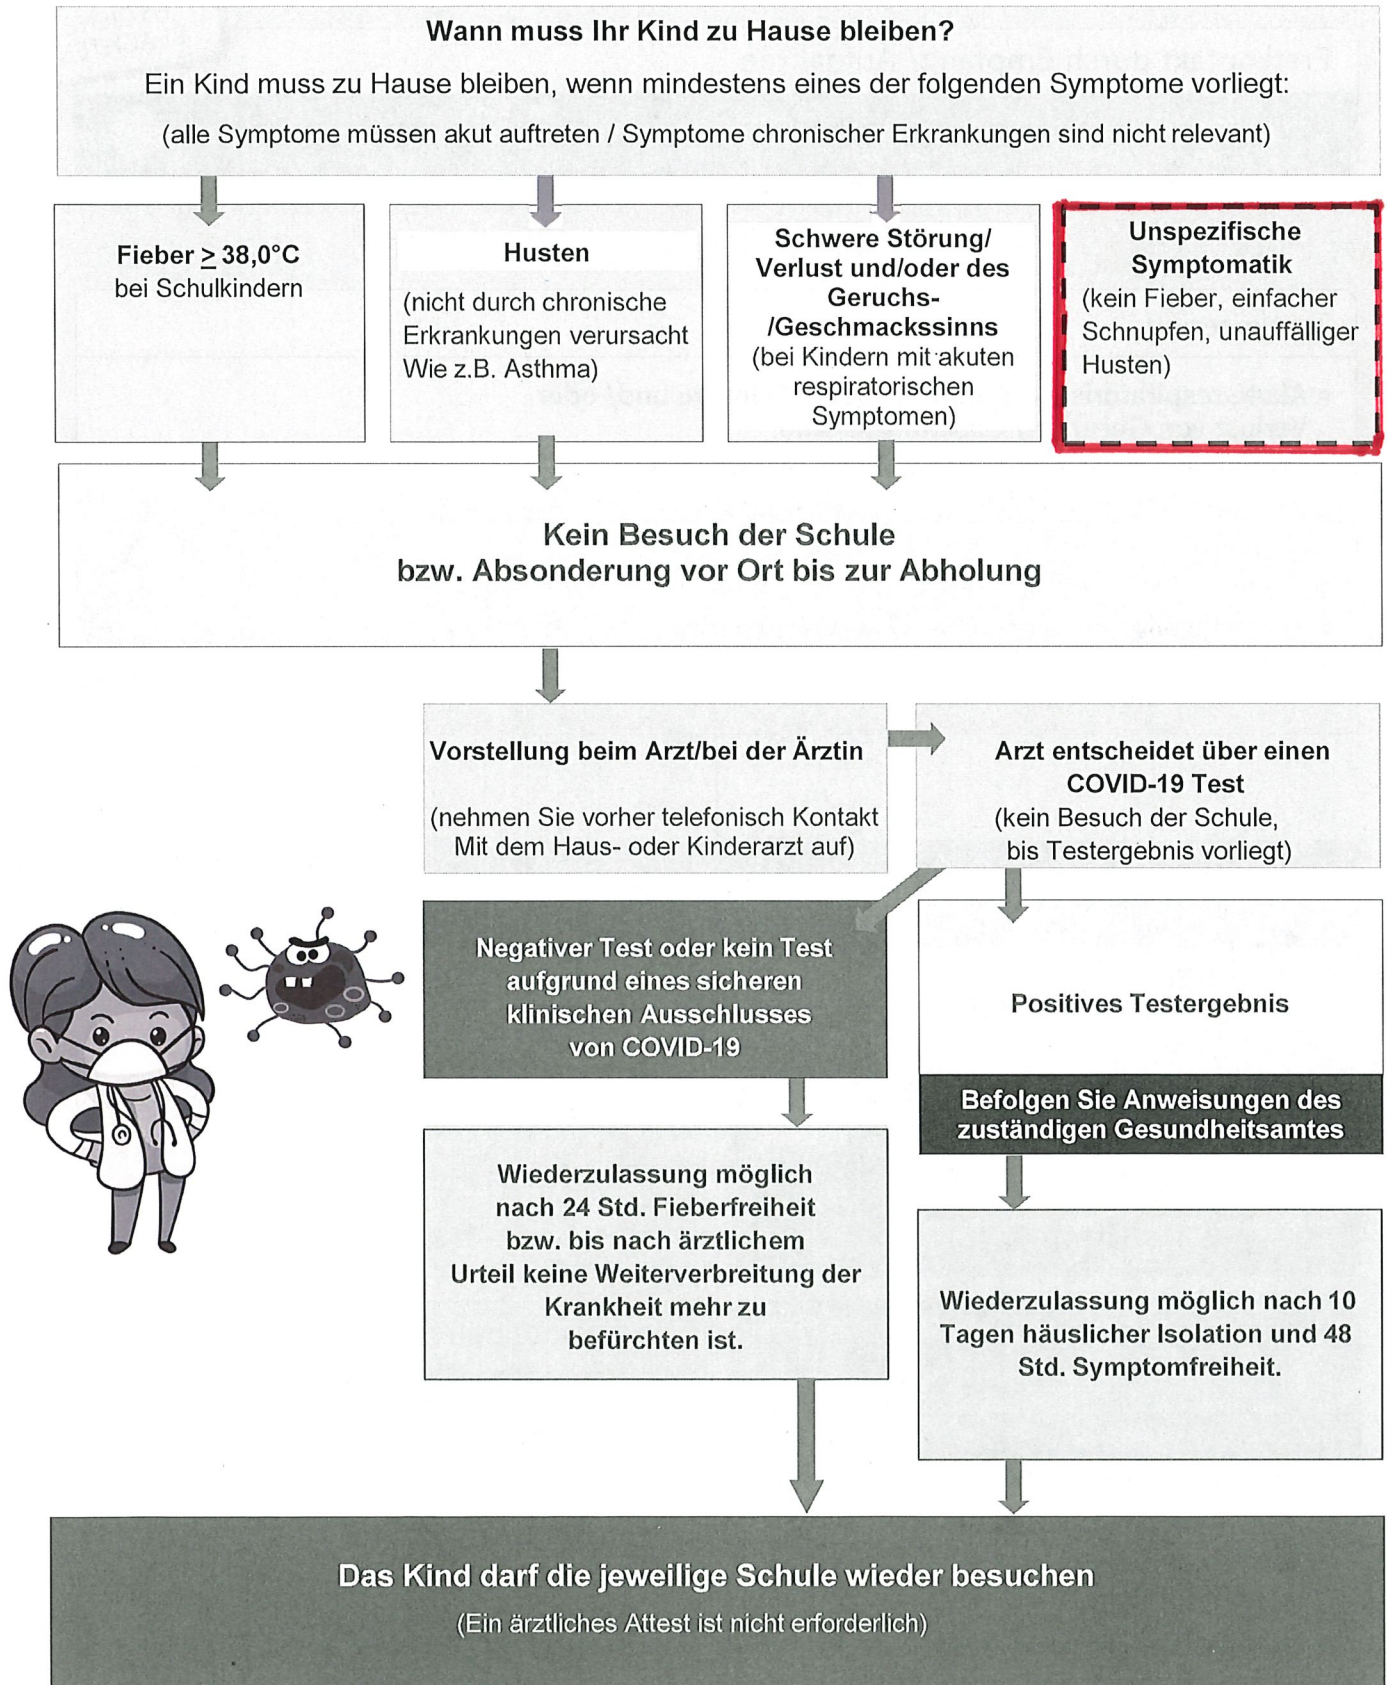 Wann muss Ihr Kind zu Hause bleiben?
Ein Kind muss zu Hause bleiben, wenn mindestens eines der folgenden Symptome vorliegt:
(alle Symptome müssen akut auftreten / Symptome chronischer Erkrankungen sind nicht relevant)
Fieber ≥ 38,0°C
bei Schulkindern
Husten
(nicht durch chronische
Erkrankungen verursacht
Wie z.B. Asthma)
Schwere Störung/
Verlust und/oder des
Geruchs-
/Geschmackssinns
(bei Kindern mit akuten
respiratorischen
Symptomen)
Unspezifische
Symptomatik
(kein Fieber, einfacher
Schnupfen, unauffälliger
Husten)
Kein Besuch der Schule
bzw. Absonderung vor Ort bis zur Abholung
Vorstellung beim Arzt/bei der Ärztin
(nehmen Sie vorher telefonisch Kontakt
Mit dem Haus- oder Kinderarzt auf)
Arzt entscheidet über einen
COVID-19 Test
(kein Besuch der Schule,
bis Testergebnis vorliegt)
Negativer Test oder kein Test
aufgrund eines sicheren
klinischen Ausschlusses
von COVID-19
Positives Testergebnis
Befolgen Sie Anweisungen des
zuständigen Gesundheitsamtes
Wiederzulassung möglich
nach 24 Std. Fieberfreiheit
bzw. bis nach ärztlichem
Urteil keine Weiterverbreitung der
Krankheit mehr zu
befürchten ist.
Wiederzulassung möglich nach 10
Tagen häuslicher Isolation und 48
Std. Symptomfreiheit.
Das Kind darf die jeweilige Schule wieder besuchen
(Ein ärztliches Attest ist nicht erforderlich)